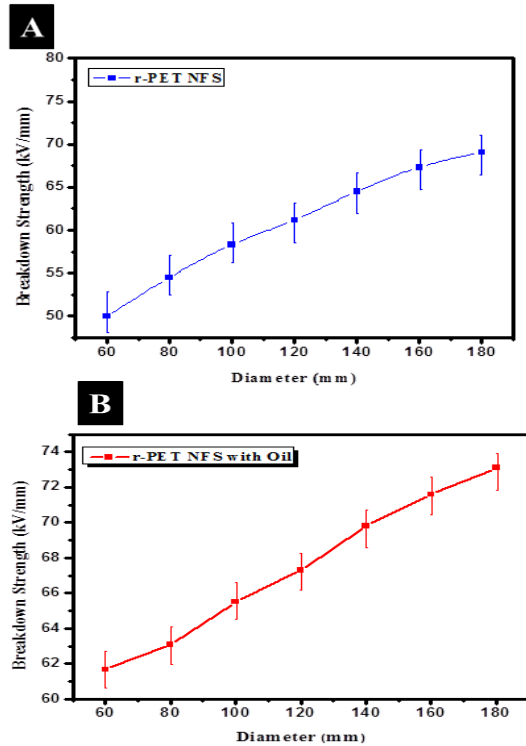 A
80
r-PET NFS
75
70
65
60
55
50
Breakdown Strength (kV/mm)
60 80 100 120 140 160 180
Diameter (mm)
B
74
r-PET NFS with Oil
72
70
68
66
64
62
60
Breakdown Strength (kV/mm)
60 80 100 120 140 160 180
Diameter (mm)